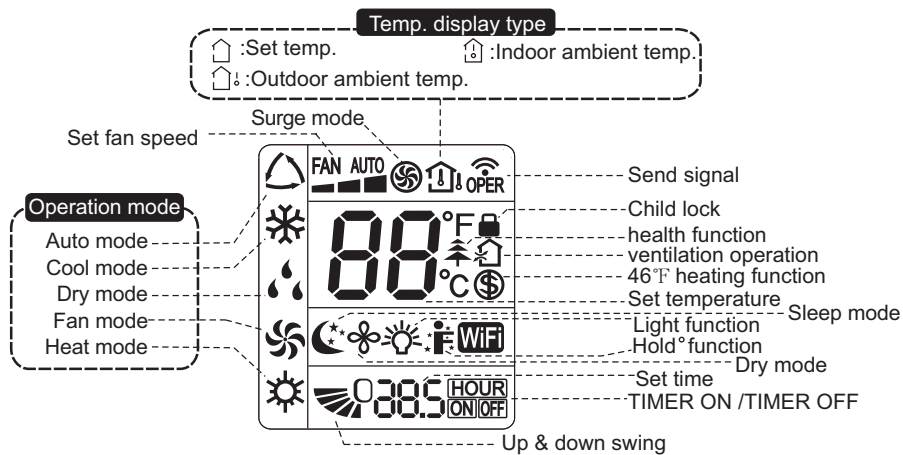 Temp. display type
:Set temp. :Indoor ambient temp.
:Outdoor ambient temp.
Surge mode
Set fan speed
FAN AUTO
OPER
Send signal
Operation mode
Auto mode
Cool mode
Dry mode
Fan mode
Heat mode
88 °F
°C
Child lock
health function
ventilation operation
46°F heating function
Set temperature
Sleep mode
WiFi
Light function
Hold°function
Dry mode
Set time
088.5 HOUR
ON OFF
TIMER ON /TIMER OFF
Up & down swing